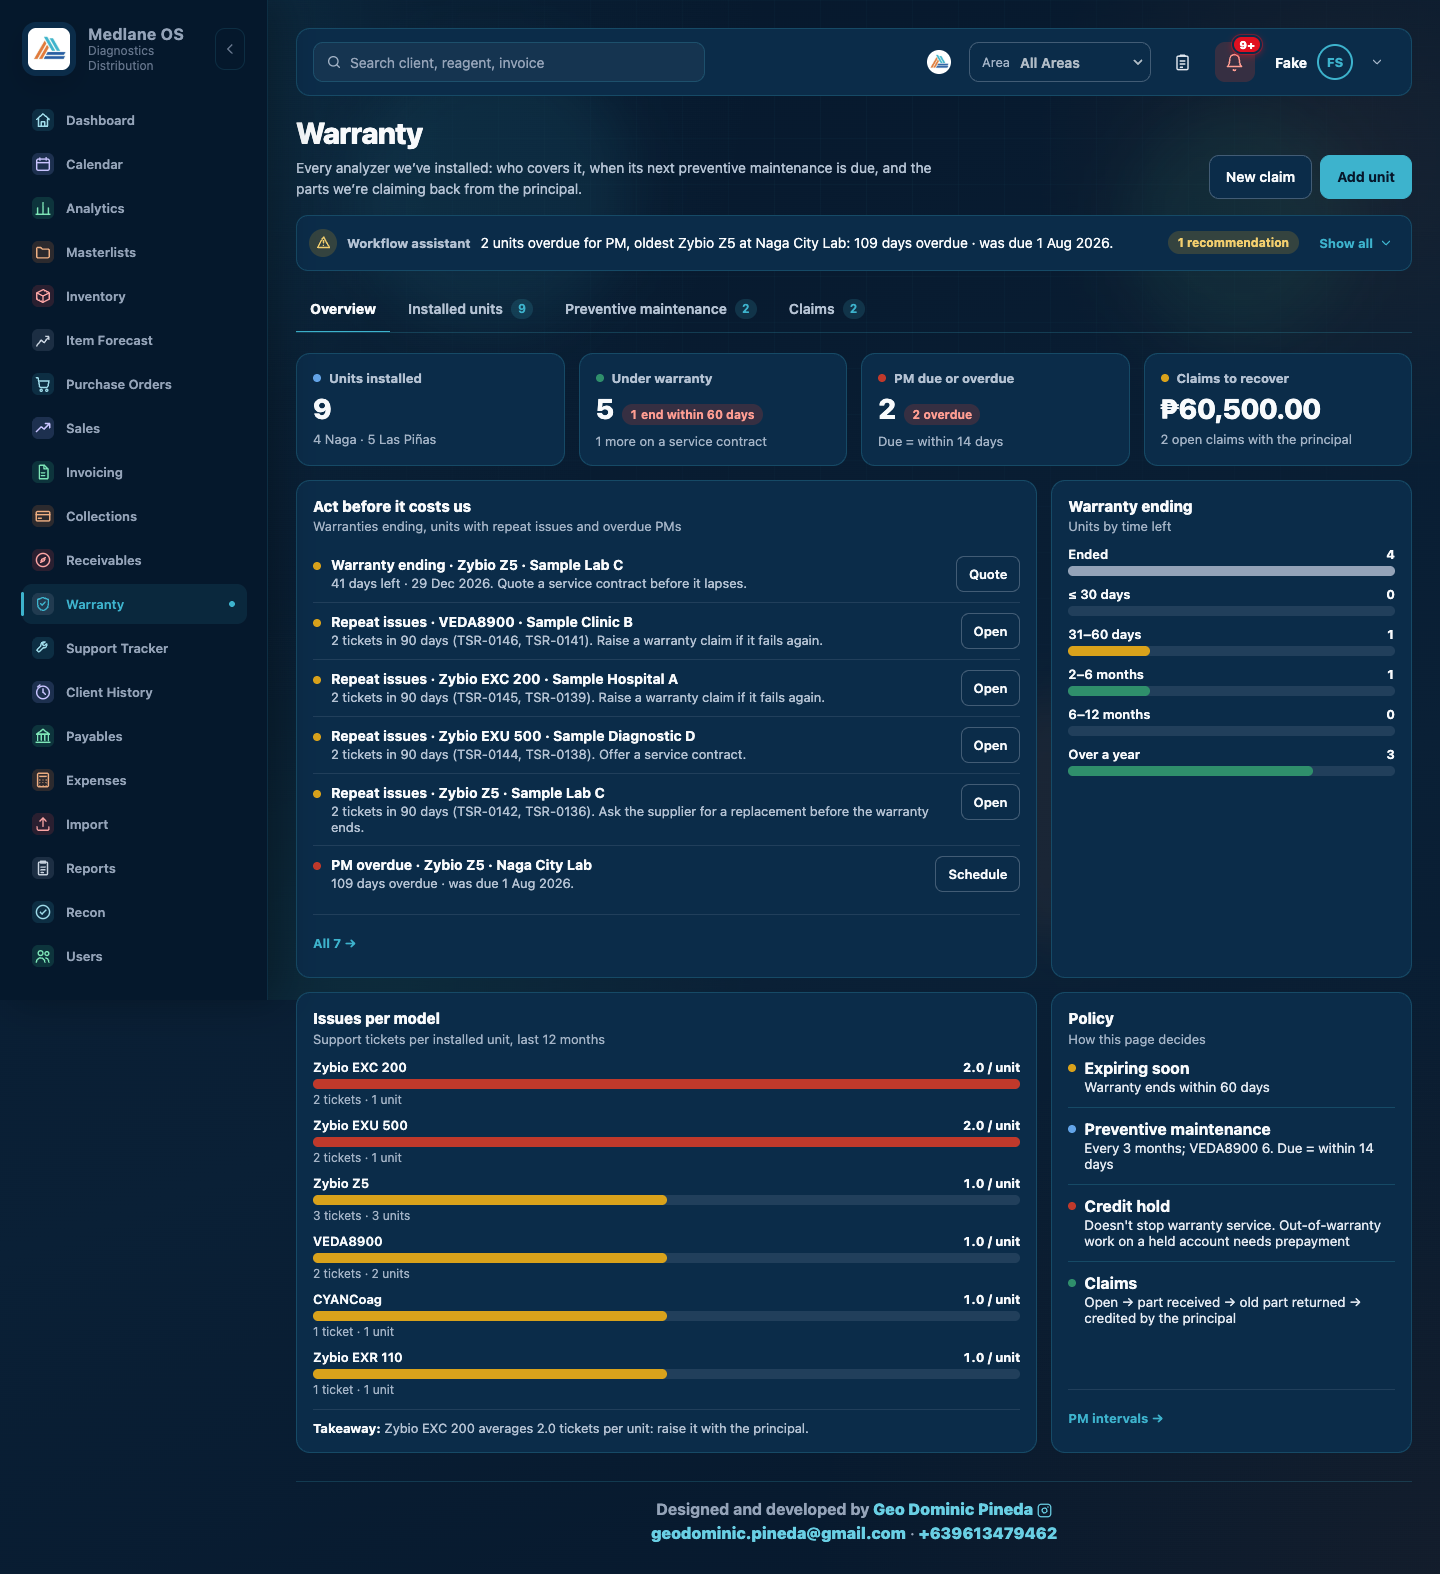 Medlane OS
Diagnostics
Distribution
Dashboard
Calendar
Analytics
Masterlists
Inventory
Item Forecast
Purchase Orders
Sales
Invoicing
Collections
Receivables
Warranty
Support Tracker
Client History
Payables
Expenses
Import
Reports
Recon
Users
Search client, reagent, invoice
Area All Areas
9+
Fake FS
Warranty
Every analyzer we’ve installed: who covers it, when its next preventive maintenance is due, and the
parts we’re claiming back from the principal.
New claim
Add unit
Workflow assistant 2 units overdue for PM, oldest Zybio Z5 at Naga City Lab: 109 days overdue · was due 1 Aug 2026.
1 recommendation
Show all
Overview
Installed units 9
Preventive maintenance 2
Claims 2
Units installed
9
4 Naga · 5 Las Piñas
Under warranty
5 1 end within 60 days
1 more on a service contract
PM due or overdue
2 2 overdue
Due = within 14 days
Claims to recover
₱60,500.00
2 open claims with the principal
Act before it costs us
Warranties ending, units with repeat issues and overdue PMs
Warranty ending · Zybio Z5 · Sample Lab C
41 days left · 29 Dec 2026. Quote a service contract before it lapses.
Quote
Repeat issues · VEDA8900 · Sample Clinic B
2 tickets in 90 days (TSR-0146, TSR-0141). Raise a warranty claim if it fails again.
Open
Repeat issues · Zybio EXC 200 · Sample Hospital A
2 tickets in 90 days (TSR-0145, TSR-0139). Raise a warranty claim if it fails again.
Open
Repeat issues · Zybio EXU 500 · Sample Diagnostic D
2 tickets in 90 days (TSR-0144, TSR-0138). Offer a service contract.
Open
Repeat issues · Zybio Z5 · Sample Lab C
2 tickets in 90 days (TSR-0142, TSR-0136). Ask the supplier for a replacement before the warranty
ends.
Open
PM overdue · Zybio Z5 · Naga City Lab
109 days overdue · was due 1 Aug 2026.
Schedule
All 7 →
Warranty ending
Units by time left
Ended 4
≤ 30 days 0
31–60 days 1
2–6 months 1
6–12 months 0
Over a year 3
Issues per model
Support tickets per installed unit, last 12 months
Zybio EXC 200 2.0 / unit
2 tickets · 1 unit
Zybio EXU 500 2.0 / unit
2 tickets · 1 unit
Zybio Z5 1.0 / unit
3 tickets · 3 units
VEDA8900 1.0 / unit
2 tickets · 2 units
CYANCoag 1.0 / unit
1 ticket · 1 unit
Zybio EXR 110 1.0 / unit
1 ticket · 1 unit
Takeaway: Zybio EXC 200 averages 2.0 tickets per unit: raise it with the principal.
Policy
How this page decides
Expiring soon
Warranty ends within 60 days
Preventive maintenance
Every 3 months; VEDA8900 6. Due = within 14
days
Credit hold
Doesn't stop warranty service. Out-of-warranty
work on a held account needs prepayment
Claims
Open → part received → old part returned →
credited by the principal
PM intervals →
Designed and developed by Geo Dominic Pineda
geodominic.pineda@gmail.com · +639613479462